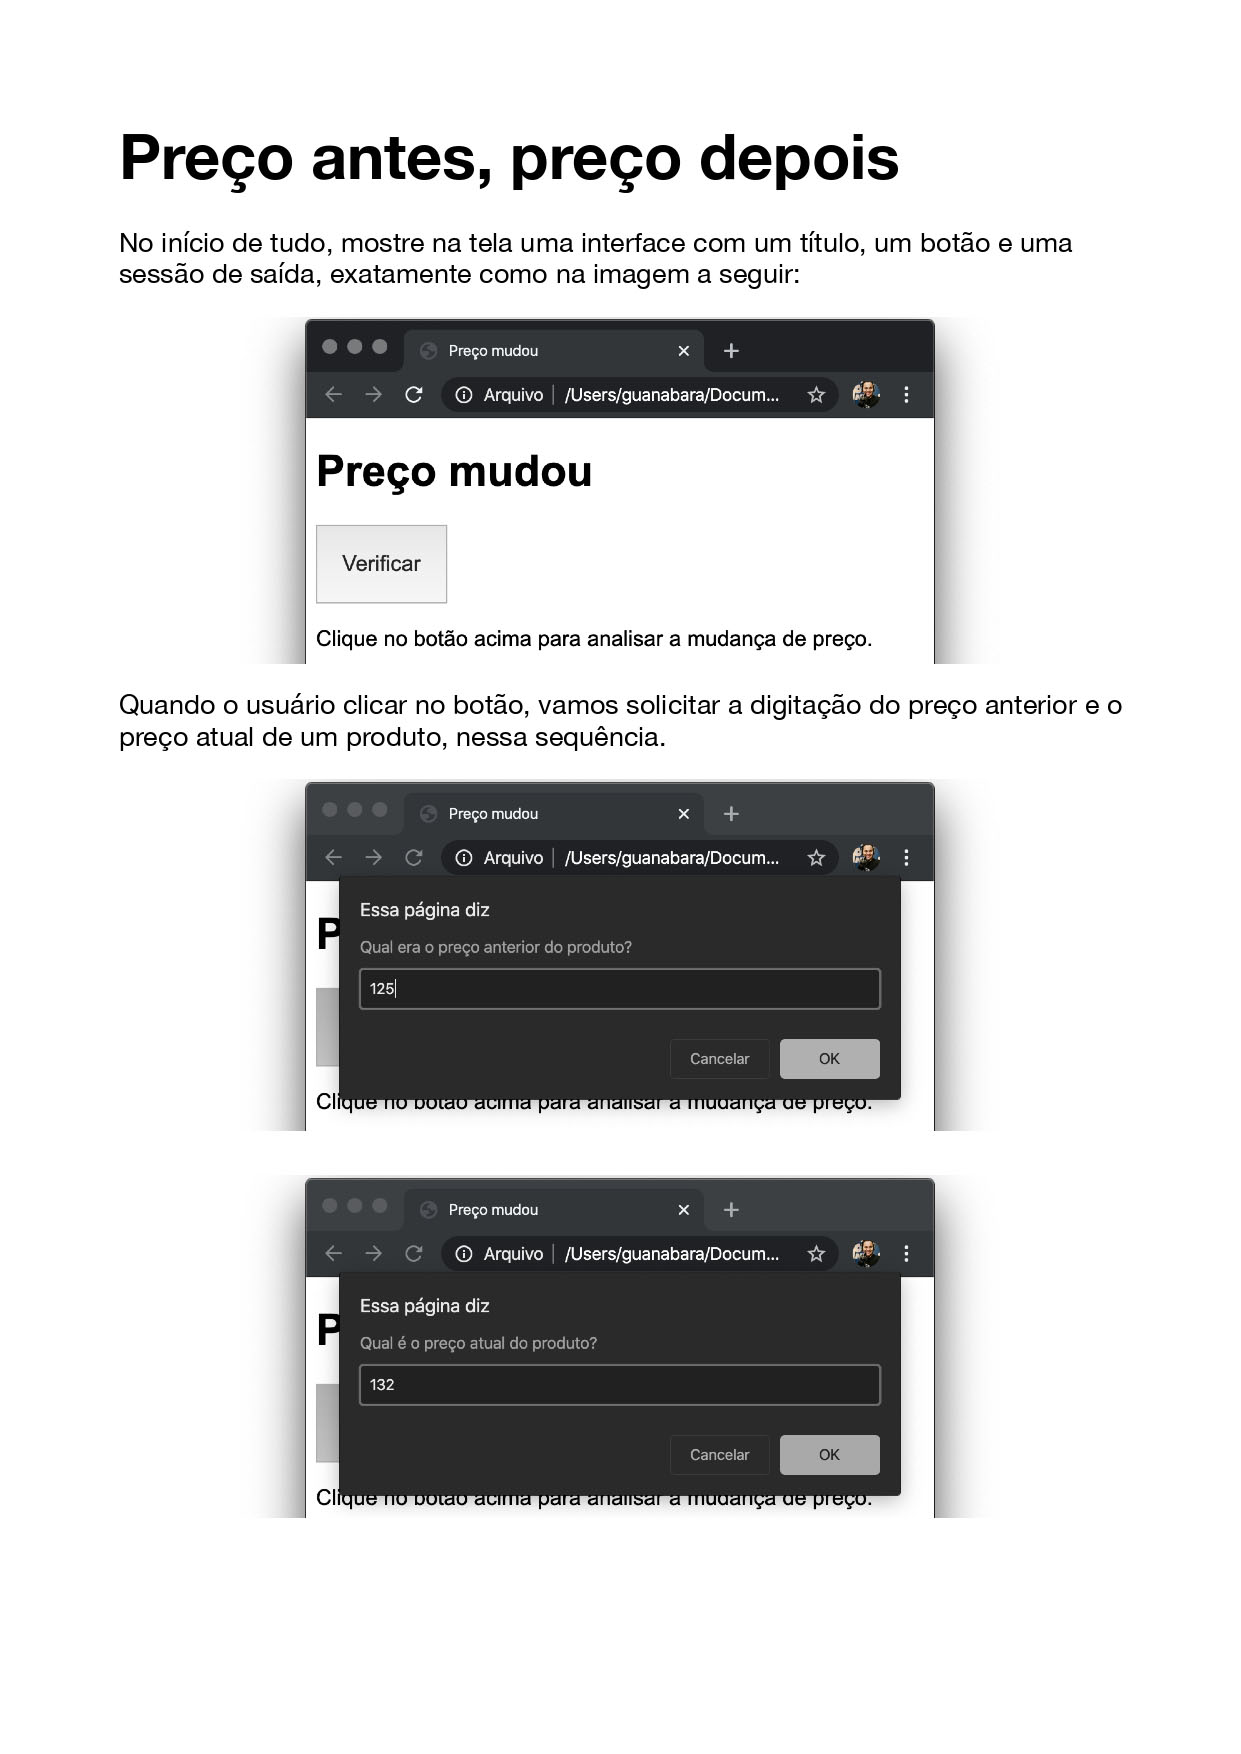 Preço antes, preço depois
No início de tudo, mostre na tela uma interface com um título, um botão e uma
sessão de saída, exatamente como na imagem a seguir:
Preço mudou
Arquivo /Users/guanabara/Docum...
Preço mudou
Verificar
Clique no botão acima para analisar a mudança de preço.
Quando o usuário clicar no botão, vamos solicitar a digitação do preço anterior e o
preço atual de um produto, nessa sequência.
Preço mudou
Arquivo /Users/guanabara/Docum...
Essa página diz
P
Qual era o preço anterior do produto?
125
Cancelar OK
Clique no botão acima para analisar a mudança de preço.
Preço mudou
Arquivo /Users/guanabara/Docum...
Essa página diz
P
Qual é o preço atual do produto?
132
Cancelar OK
Clique no botão acima para analisar a mudança de preço.